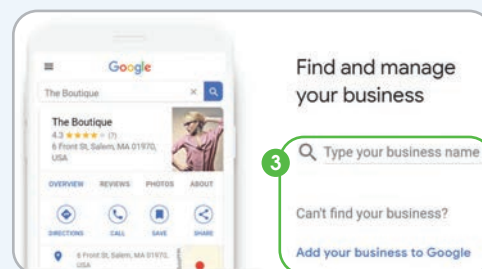 Google
The Boutique
The Boutique
4.3 ★★★★★ (7)
6 Front St, Salem, MA 01970,
USA
OVERVIEW REVIEWS PHOTOS ABOUT
DIRECTIONS CALL SAVE SHARE
6 Front St, Salem, MA 01970,
USA
Find and manage
your business
3
Type your business name
Can't find your business?
Add your business to Google